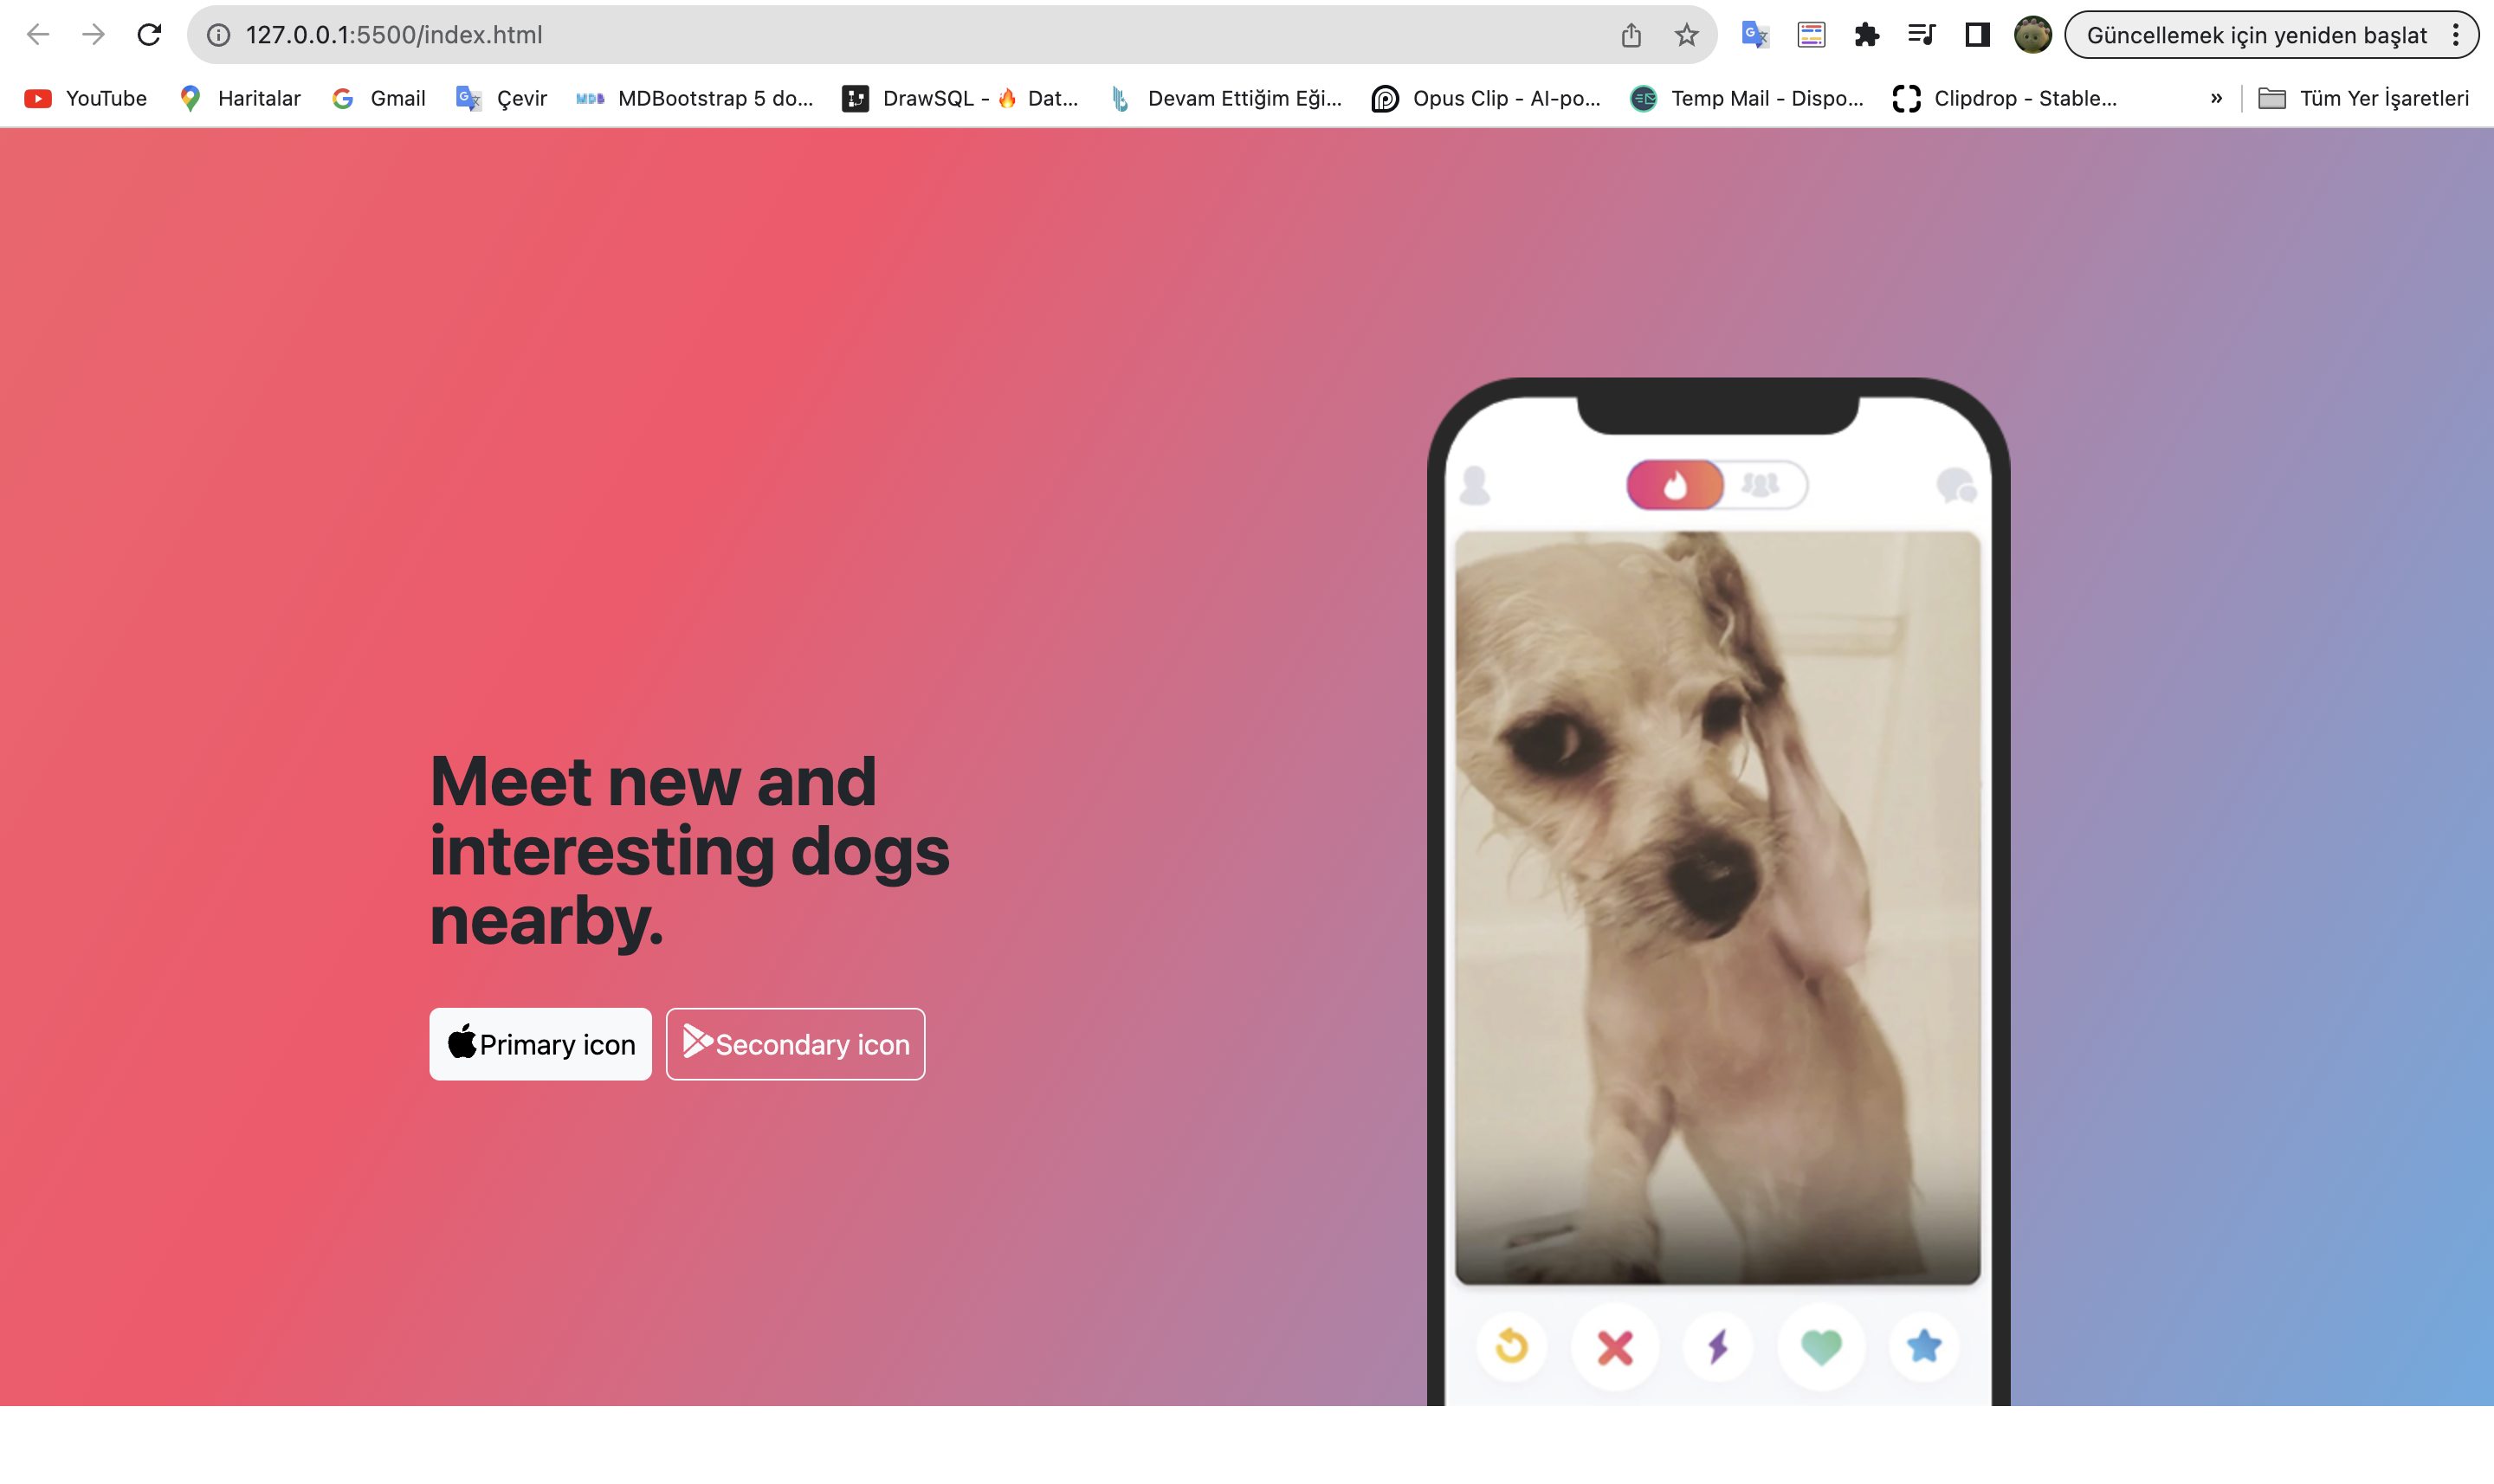 127.0.0.1:5500/index.html
Güncellemek için yeniden başlat
YouTube
Haritalar
Gmail
Çevir
MDB
MDBootstrap 5 do...
DrawSQL - 🔥 Dat...
Devam Ettiğim Eği...
Opus Clip - AI-po...
Temp Mail - Dispo...
Clipdrop - Stable...
»
Tüm Yer İşaretleri
Meet new and
interesting dogs
nearby.
Primary icon
Secondary icon